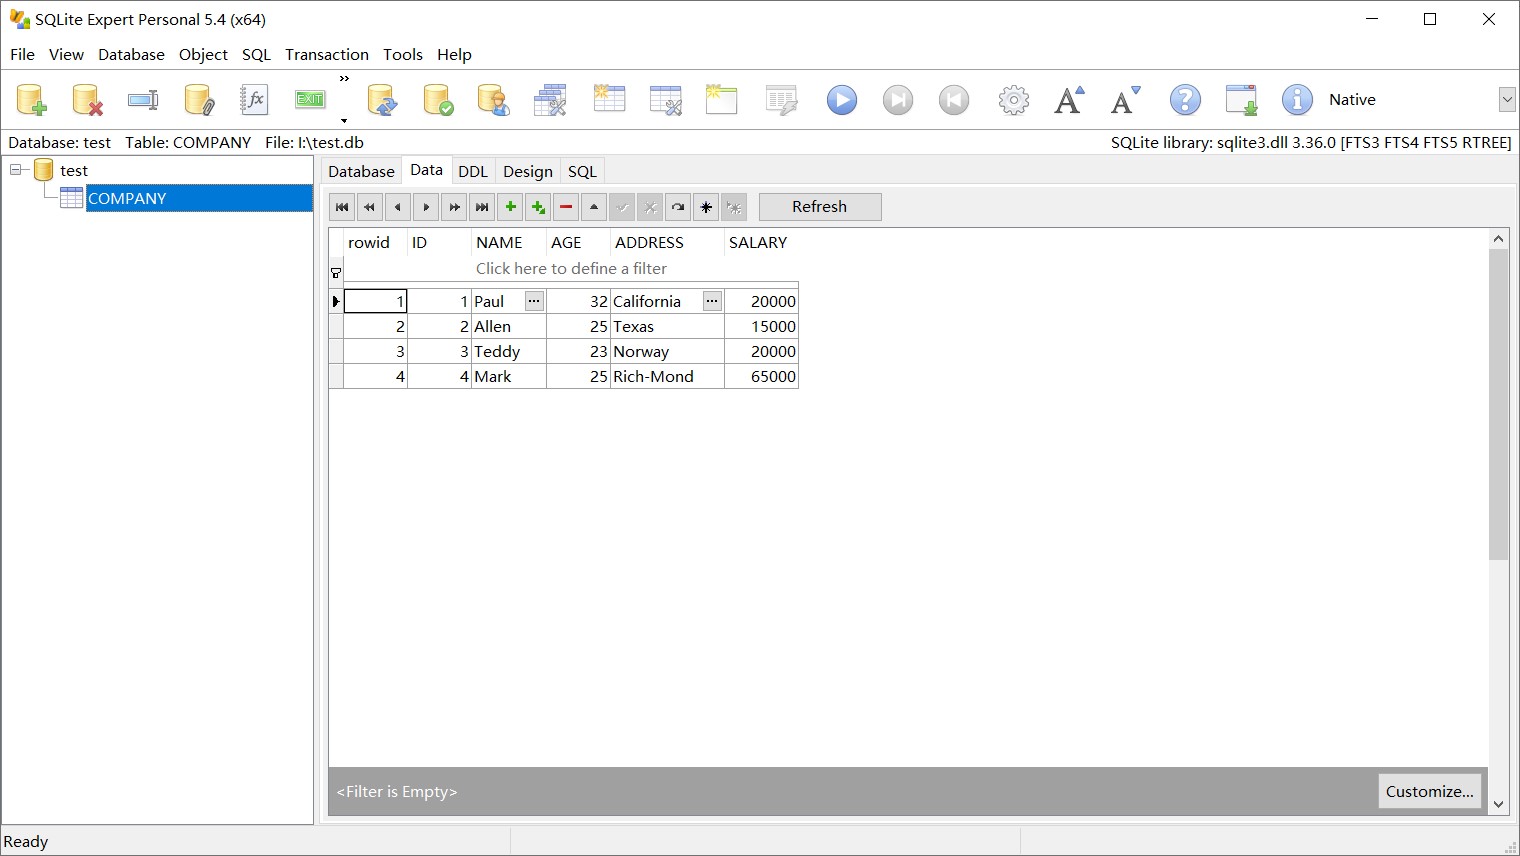 SQLite Expert Personal 5.4 (x64)
File View Database Object SQL Transaction Tools Help
fx EXIT » A A ? i Native
Database: test Table: COMPANY File: I:\test.db SQLite library: sqlite3.dll 3.36.0 [FTS3 FTS4 FTS5 RTREE]
test
COMPANY
Database Data DDL Design SQL
Refresh
rowid ID NAME AGE ADDRESS SALARY
Click here to define a filter
1 1 Paul ... 32 California ... 20000
2 2 Allen 25 Texas 15000
3 3 Teddy 23 Norway 20000
4 4 Mark 25 Rich-Mond 65000
<Filter is Empty> Customize...
Ready